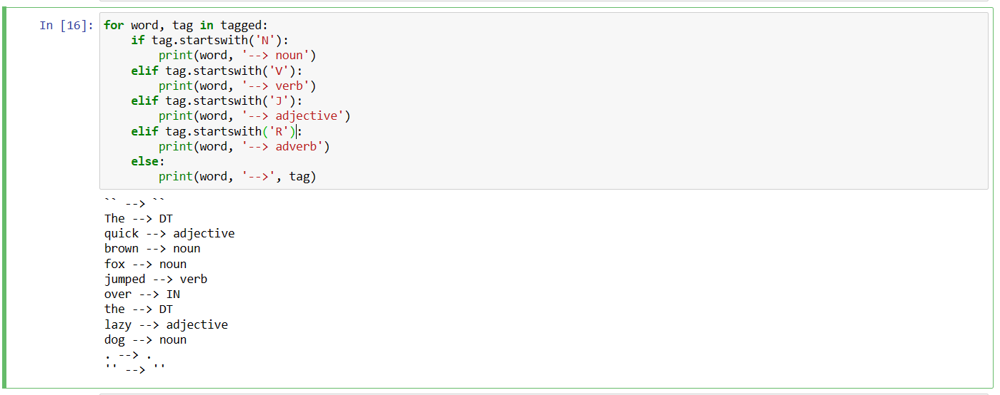 In [16]: for word, tag in tagged:
    if tag.startswith('N'):
        print(word, '--> noun')
    elif tag.startswith('V'):
        print(word, '--> verb')
    elif tag.startswith('J'):
        print(word, '--> adjective')
    elif tag.startswith('R'):
        print(word, '--> adverb')
    else:
        print(word, '-->', tag)
`` --> ``
The --> DT
quick --> adjective
brown --> noun
fox --> noun
jumped --> verb
over --> IN
the --> DT
lazy --> adjective
dog --> noun
. --> .
'' --> ''